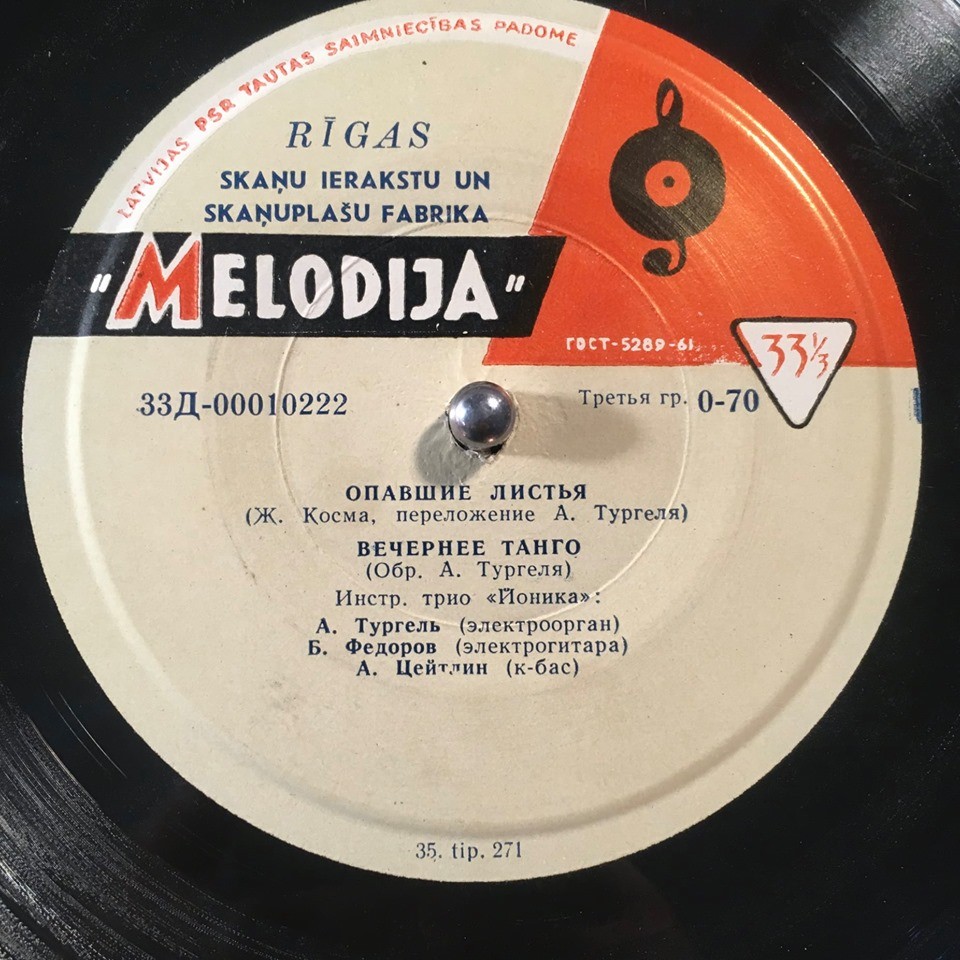 LATVIJAS PSR TAUTAS SAIMNIECĪBAS PADOME
RĪGAS
SKAŅU IERAKSTU UN
SKAŅUPLAŠU FABRIKA
"MELODIJA"
ГОСТ-5289-61
33⅓
33Д-00010222
Третья гр. 0-70
ОПАВШИЕ ЛИСТЬЯ
(Ж. Косма, переложение А. Тургеля)
ВЕЧЕРНЕЕ ТАНГО
(Обр. А. Тургеля)
Инстр. трио «Йоника»:
А. Тургель (электроорган)
Б. Федоров (электрогитара)
А. Цейтлин (к-бас)
35. tip. 271